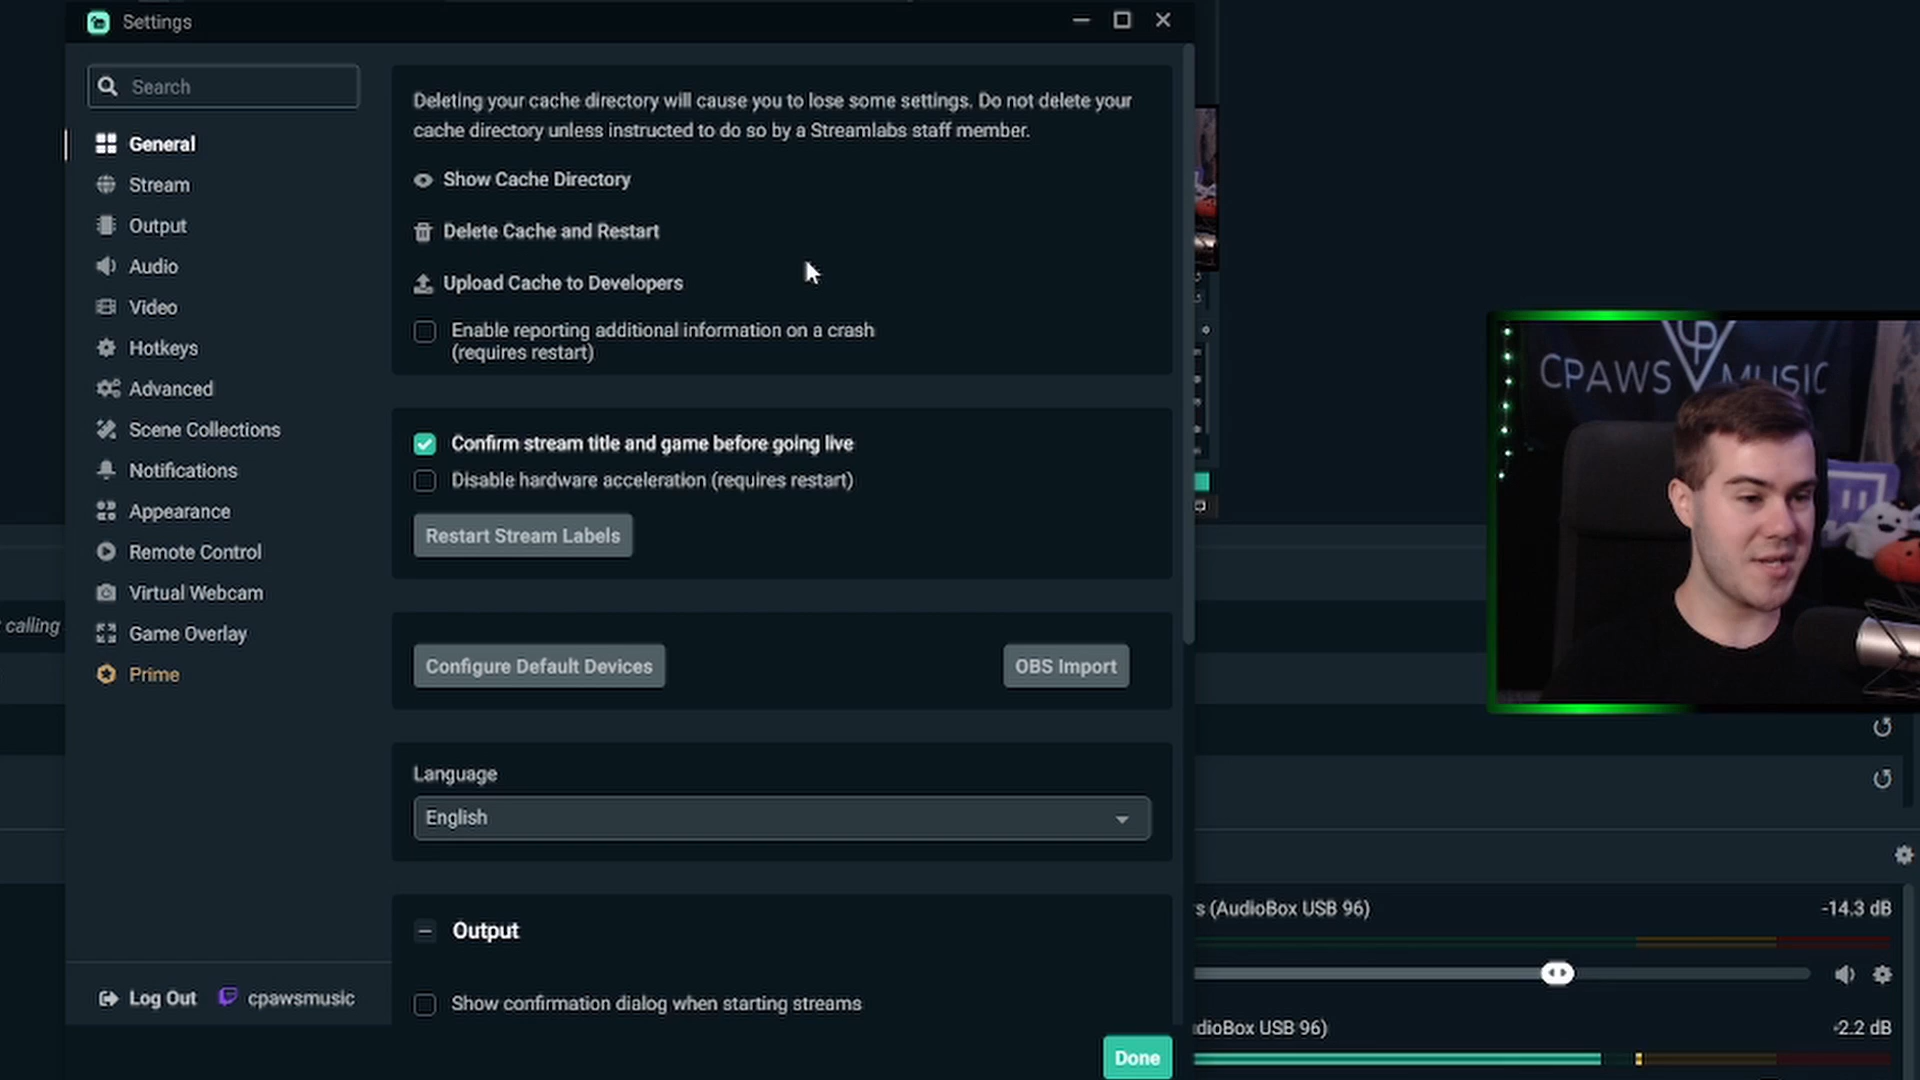 Settings
Search
General
Stream
Output
Audio
Video
Hotkeys
Advanced
Scene Collections
Notifications
Appearance
Remote Control
Virtual Webcam
Game Overlay
Prime
Log Out
cpawsmusic
Deleting your cache directory will cause you to lose some settings. Do not delete your
cache directory unless instructed to do so by a Streamlabs staff member.
Show Cache Directory
Delete Cache and Restart
Upload Cache to Developers
Enable reporting additional information on a crash
(requires restart)
Confirm stream title and game before going live
Disable hardware acceleration (requires restart)
Restart Stream Labels
Configure Default Devices
OBS Import
Language
English
Output
Show confirmation dialog when starting streams
Done
calling
CPAWS MUSIC
s (AudioBox USB 96)
-14.3 dB
dioBox USB 96)
-2.2 dB